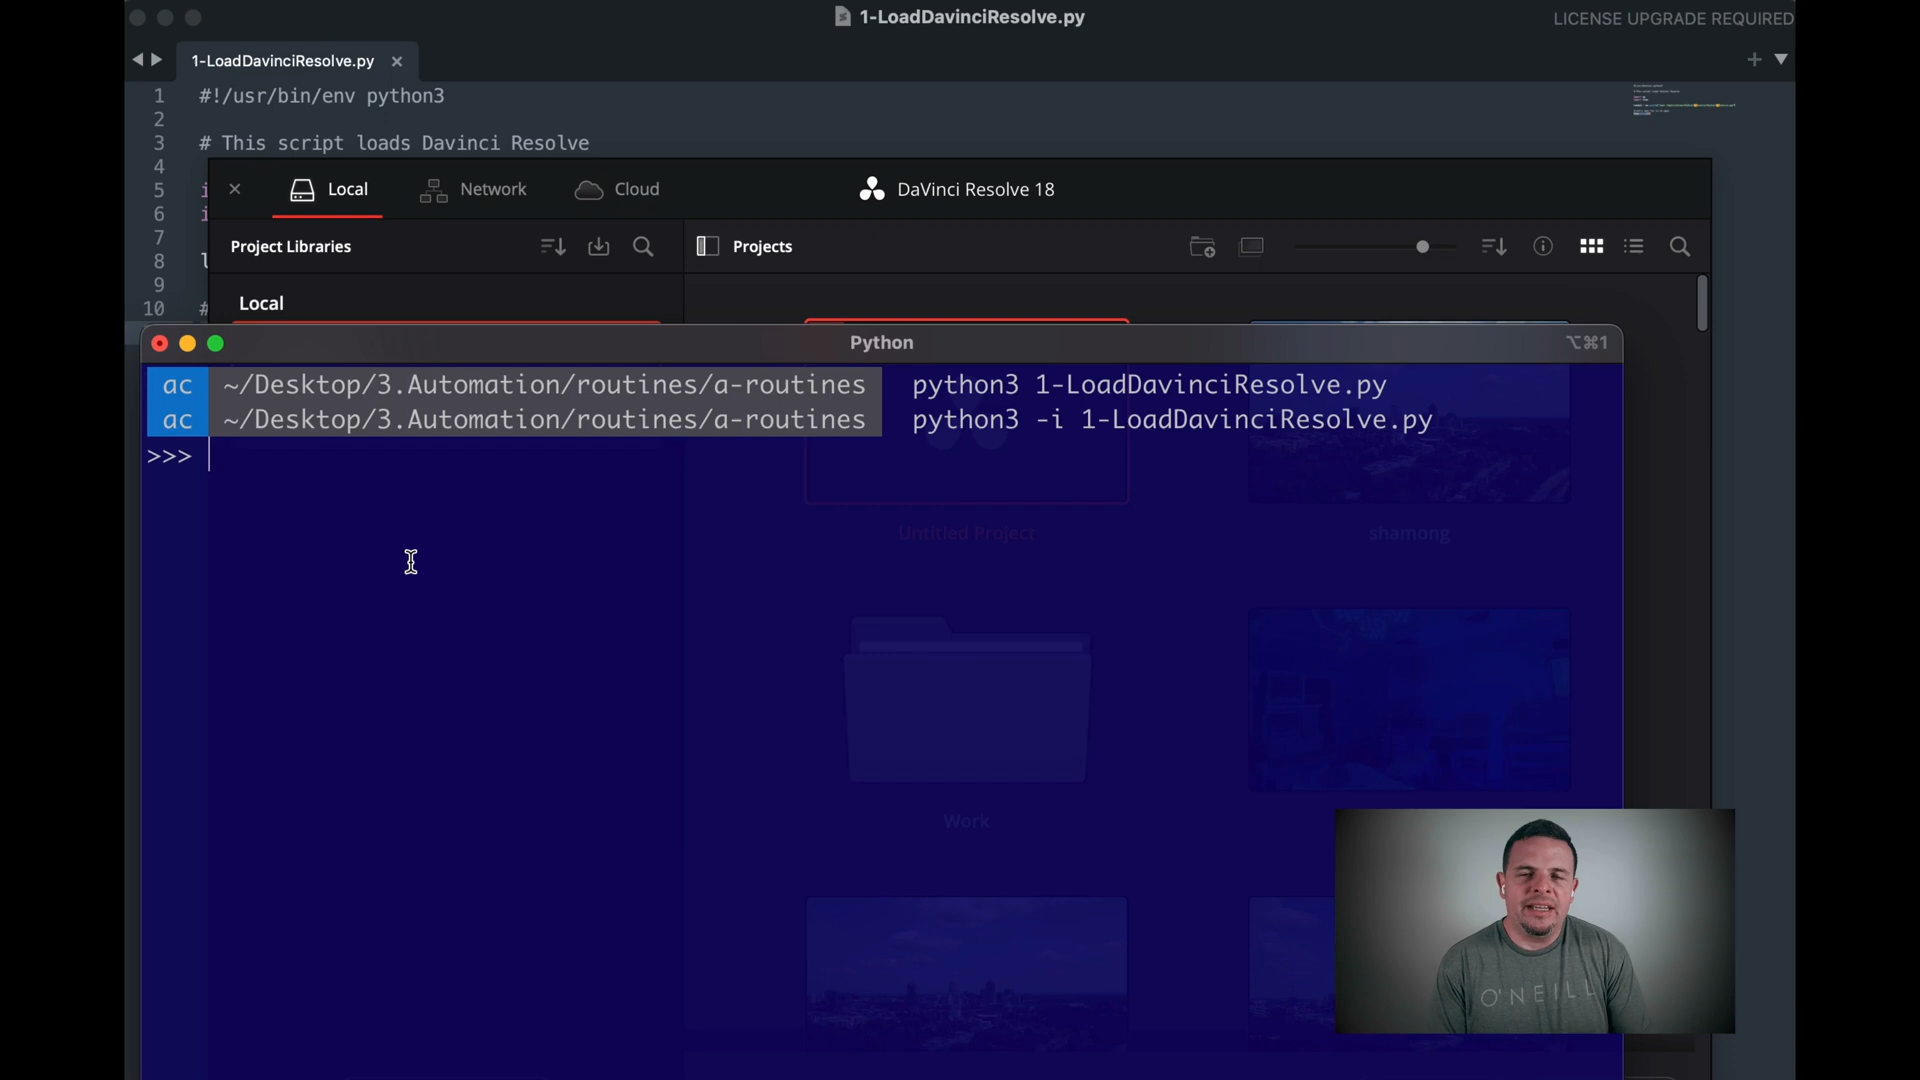 1-LoadDavinciResolve.py
LICENSE UPGRADE REQUIRED
1-LoadDavinciResolve.py
1 #!/usr/bin/env python3
2
3 # This script loads Davinci Resolve
4
5 i
6 i
7
8 l
9
10 #
Local
Network
Cloud
DaVinci Resolve 18
Project Libraries
Projects
Local
Python
⌥⌘1
ac ~/Desktop/3.Automation/routines/a-routines python3 1-LoadDavinciResolve.py
ac ~/Desktop/3.Automation/routines/a-routines python3 -i 1-LoadDavinciResolve.py
>>>
Untitled Project
shamong
Work
O'NEILL